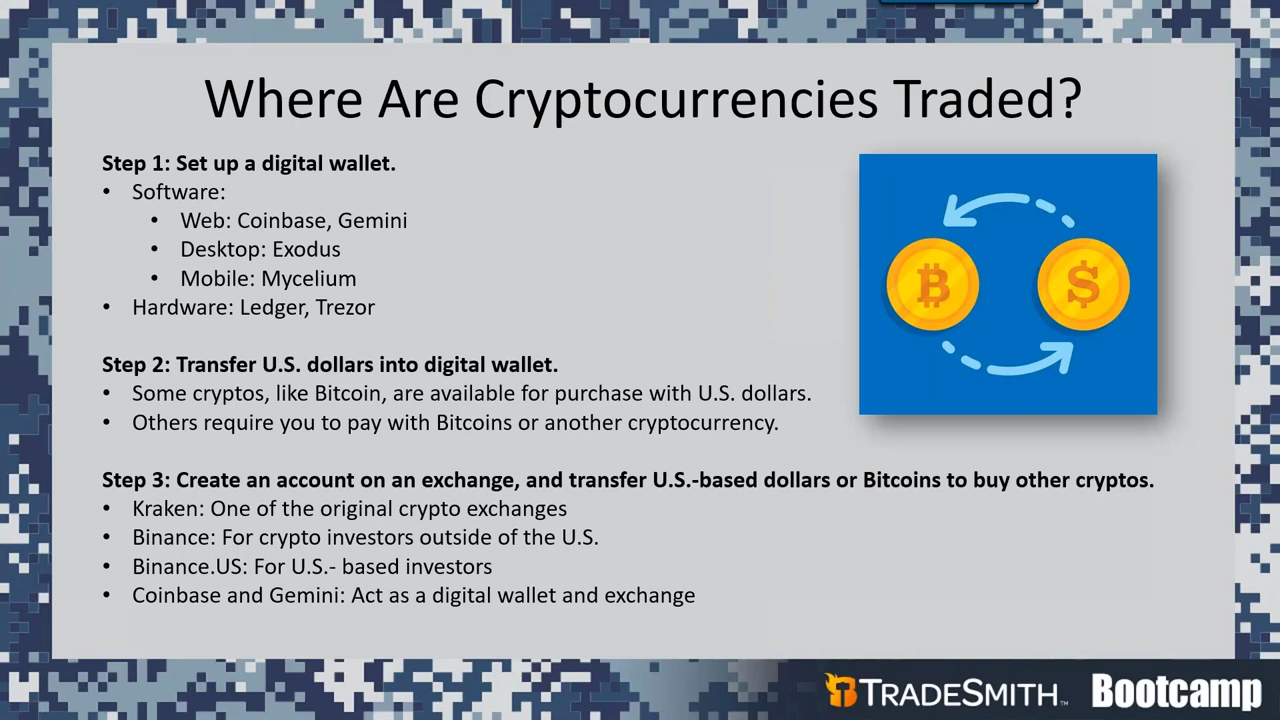 Where Are Cryptocurrencies Traded?
Step 1: Set up a digital wallet.
• Software:
• Web: Coinbase, Gemini
• Desktop: Exodus
• Mobile: Mycelium
• Hardware: Ledger, Trezor
Step 2: Transfer U.S. dollars into digital wallet.
• Some cryptos, like Bitcoin, are available for purchase with U.S. dollars.
• Others require you to pay with Bitcoins or another cryptocurrency.
Step 3: Create an account on an exchange, and transfer U.S.-based dollars or Bitcoins to buy other cryptos.
• Kraken: One of the original crypto exchanges
• Binance: For crypto investors outside of the U.S.
• Binance.US: For U.S.- based investors
• Coinbase and Gemini: Act as a digital wallet and exchange
TRADESMITH™ Bootcamp